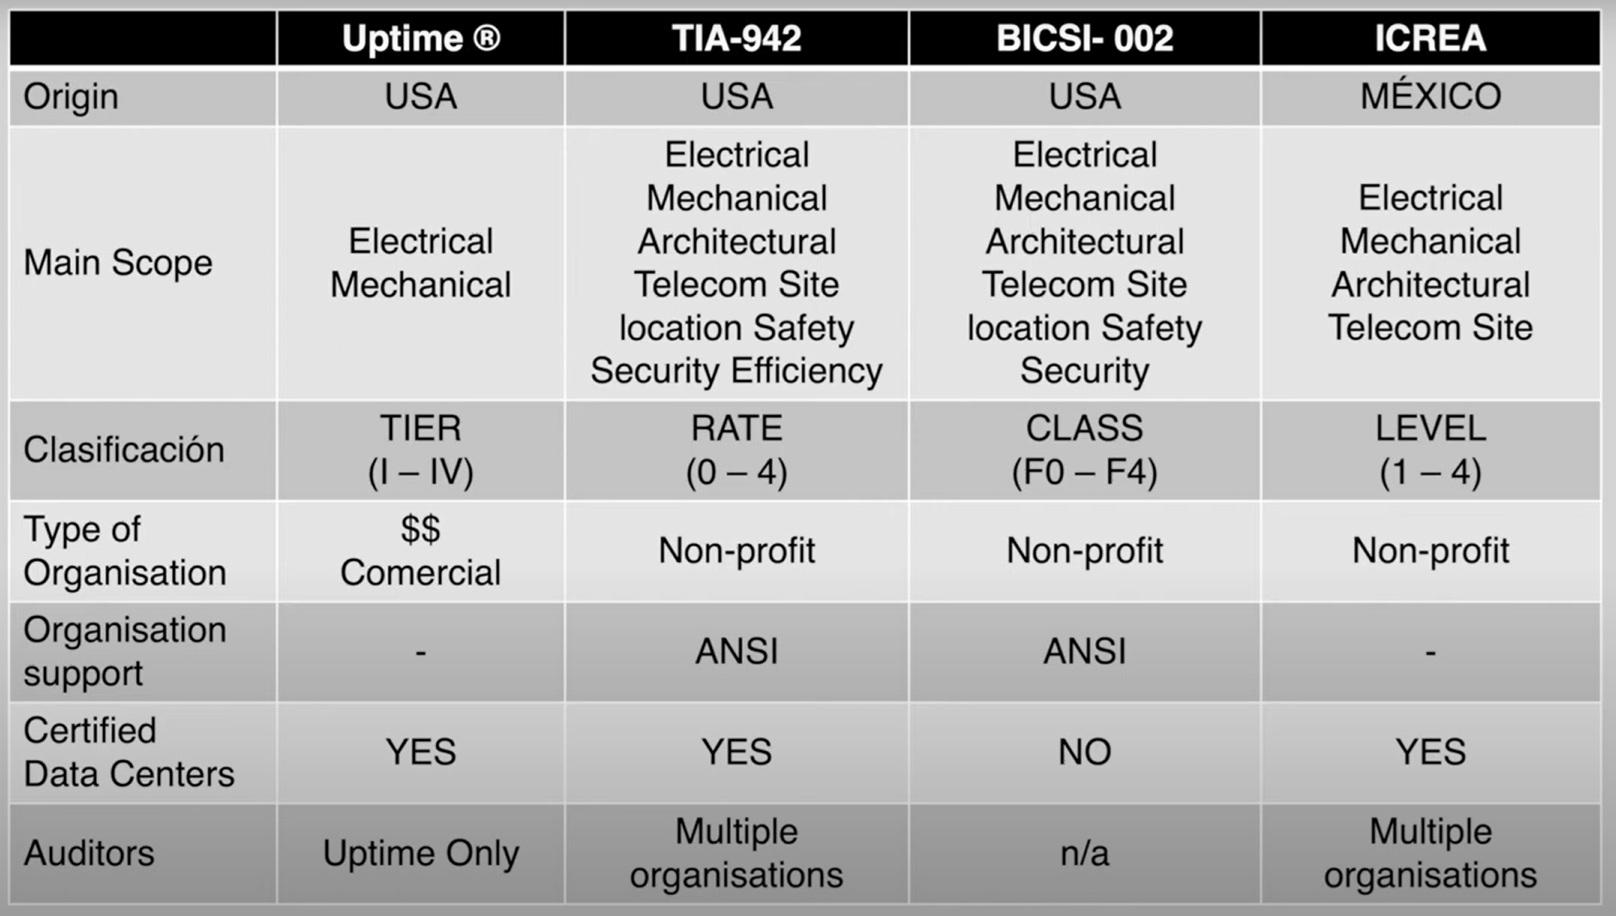 Uptime ® TIA-942 BICSI- 002 ICREA
Origin USA USA USA MÉXICO
Main Scope
Electrical
Mechanical
Electrical
Mechanical
Architectural
Telecom Site
location Safety
Security Efficiency
Electrical
Mechanical
Architectural
Telecom Site
location Safety
Security
Electrical
Mechanical
Architectural
Telecom Site
Clasificación
TIER
(I – IV)
RATE
(0 – 4)
CLASS
(F0 – F4)
LEVEL
(1 – 4)
Type of
Organisation
$$
Comercial
Non-profit
Non-profit
Non-profit
Organisation
support
-
ANSI
ANSI
-
Certified
Data Centers
YES
YES
NO
YES
Auditors
Uptime Only
Multiple
organisations
n/a
Multiple
organisations